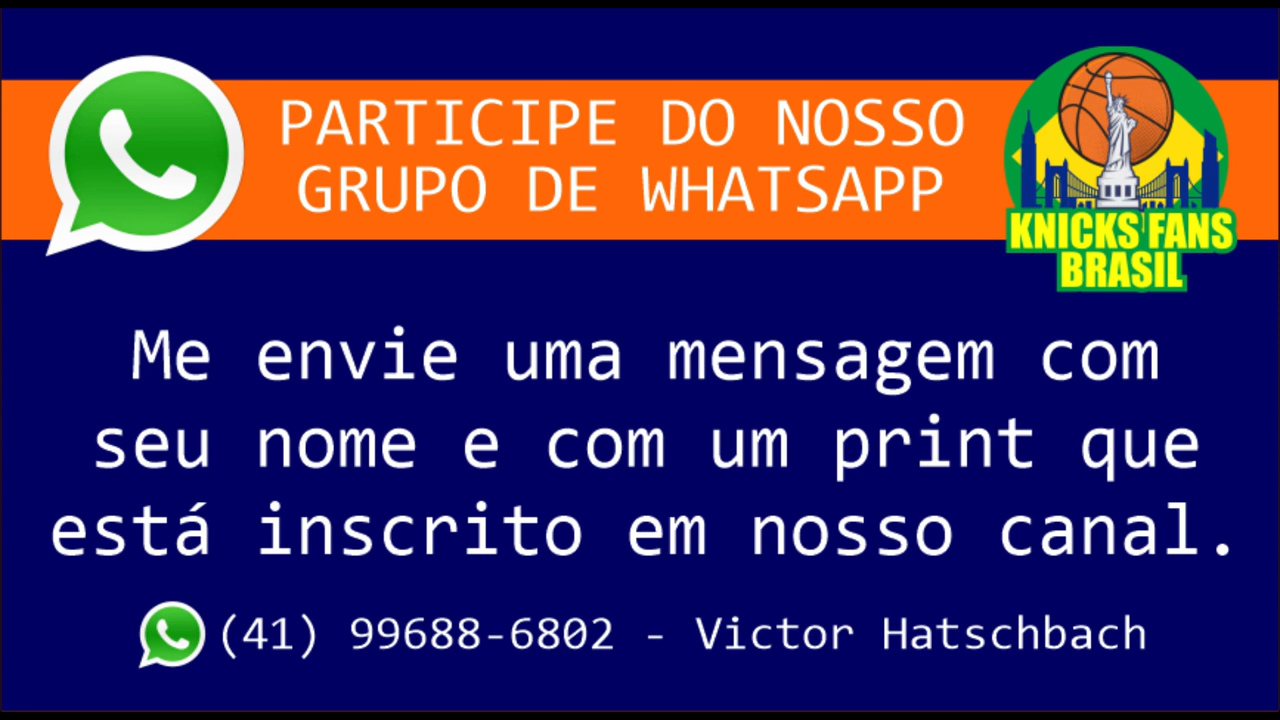 PARTICIPE DO NOSSO
GRUPO DE WHATSAPP
KNICKS FANS
BRASIL
Me envie uma mensagem com
seu nome e com um print que
está inscrito em nosso canal.
(41) 99688-6802 - Victor Hatschbach